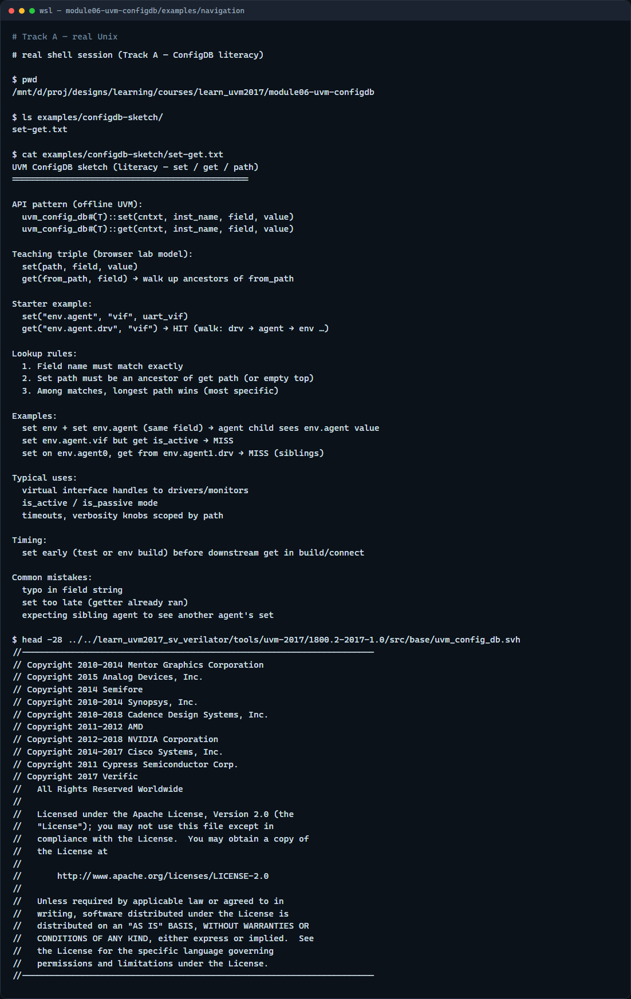 wsl — module06-uvm-configdb/examples/navigation
# Track A — real Unix
# real shell session (Track A — ConfigDB literacy)
$ pwd
/mnt/d/proj/designs/learning/courses/learn_uvm2017/module06-uvm-configdb
$ ls examples/configdb-sketch/
set-get.txt
$ cat examples/configdb-sketch/set-get.txt
UVM ConfigDB sketch (literacy — set / get / path)
===============================================
API pattern (offline UVM):
  uvm_config_db#(T)::set(cntxt, inst_name, field, value)
  uvm_config_db#(T)::get(cntxt, inst_name, field, value)
Teaching triple (browser lab model):
  set(path, field, value)
  get(from_path, field) → walk up ancestors of from_path
Starter example:
  set("env.agent", "vif", uart_vif)
  get("env.agent.drv", "vif") → HIT (walk: drv → agent → env …)
Lookup rules:
  1. Field name must match exactly
  2. Set path must be an ancestor of get path (or empty top)
  3. Among matches, longest path wins (most specific)
Examples:
  set env + set env.agent (same field) → agent child sees env.agent value
  set env.agent.vif but get is_active → MISS
  set on env.agent0, get from env.agent1.drv → MISS (siblings)
Typical uses:
  virtual interface handles to drivers/monitors
  is_active / is_passive mode
  timeouts, verbosity knobs scoped by path
Timing:
  set early (test or env build) before downstream get in build/connect
Common mistakes:
  typo in field string
  set too late (getter already ran)
  expecting sibling agent to see another agent's set
$ head -28 ../../learn_uvm2017_sv_verilator/tools/uvm-2017/1800.2-2017-1.0/src/base/uvm_config_db.svh
//----------------------------------------------------------------------
// Copyright 2010-2014 Mentor Graphics Corporation
// Copyright 2015 Analog Devices, Inc.
// Copyright 2014 Semifore
// Copyright 2010-2014 Synopsys, Inc.
// Copyright 2010-2018 Cadence Design Systems, Inc.
// Copyright 2011-2012 AMD
// Copyright 2012-2018 NVIDIA Corporation
// Copyright 2014-2017 Cisco Systems, Inc.
// Copyright 2011 Cypress Semiconductor Corp.
// Copyright 2017 Verific
//   All Rights Reserved Worldwide
//
//   Licensed under the Apache License, Version 2.0 (the
//   "License"); you may not use this file except in
//   compliance with the License.  You may obtain a copy of
//   the License at
//
//       http://www.apache.org/licenses/LICENSE-2.0
//
//   Unless required by applicable law or agreed to in
//   writing, software distributed under the License is
//   distributed on an "AS IS" BASIS, WITHOUT WARRANTIES OR
//   CONDITIONS OF ANY KIND, either express or implied.  See
//   the License for the specific language governing
//   permissions and limitations under the License.
//----------------------------------------------------------------------